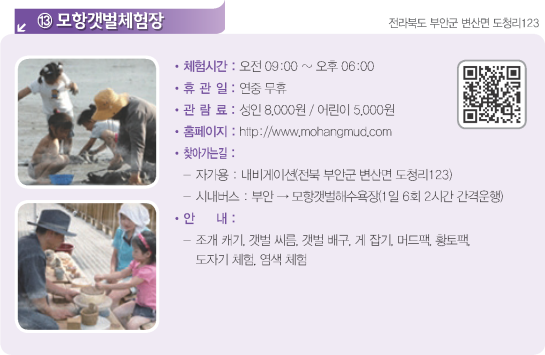 ⑬ 모항갯벌체험장
전라북도 부안군 변산면 도청리123
• 체험시간 : 오전 09:00 ~ 오후 06:00
• 휴 관 일 : 연중 무휴
• 관 람 료 : 성인 8,000원 / 어린이 5,000원
• 홈페이지 : http://www.mohangmud.com
• 찾아가는길 :
– 자가용 : 내비게이션(전북 부안군 변산면 도청리123)
– 시내버스 : 부안 → 모항갯벌해수욕장(1일 6회 2시간 간격운행)
• 안 내 :
– 조개 캐기, 갯벌 씨름, 갯벌 배구, 게 잡기, 머드팩, 황토팩,
도자기 체험, 염색 체험